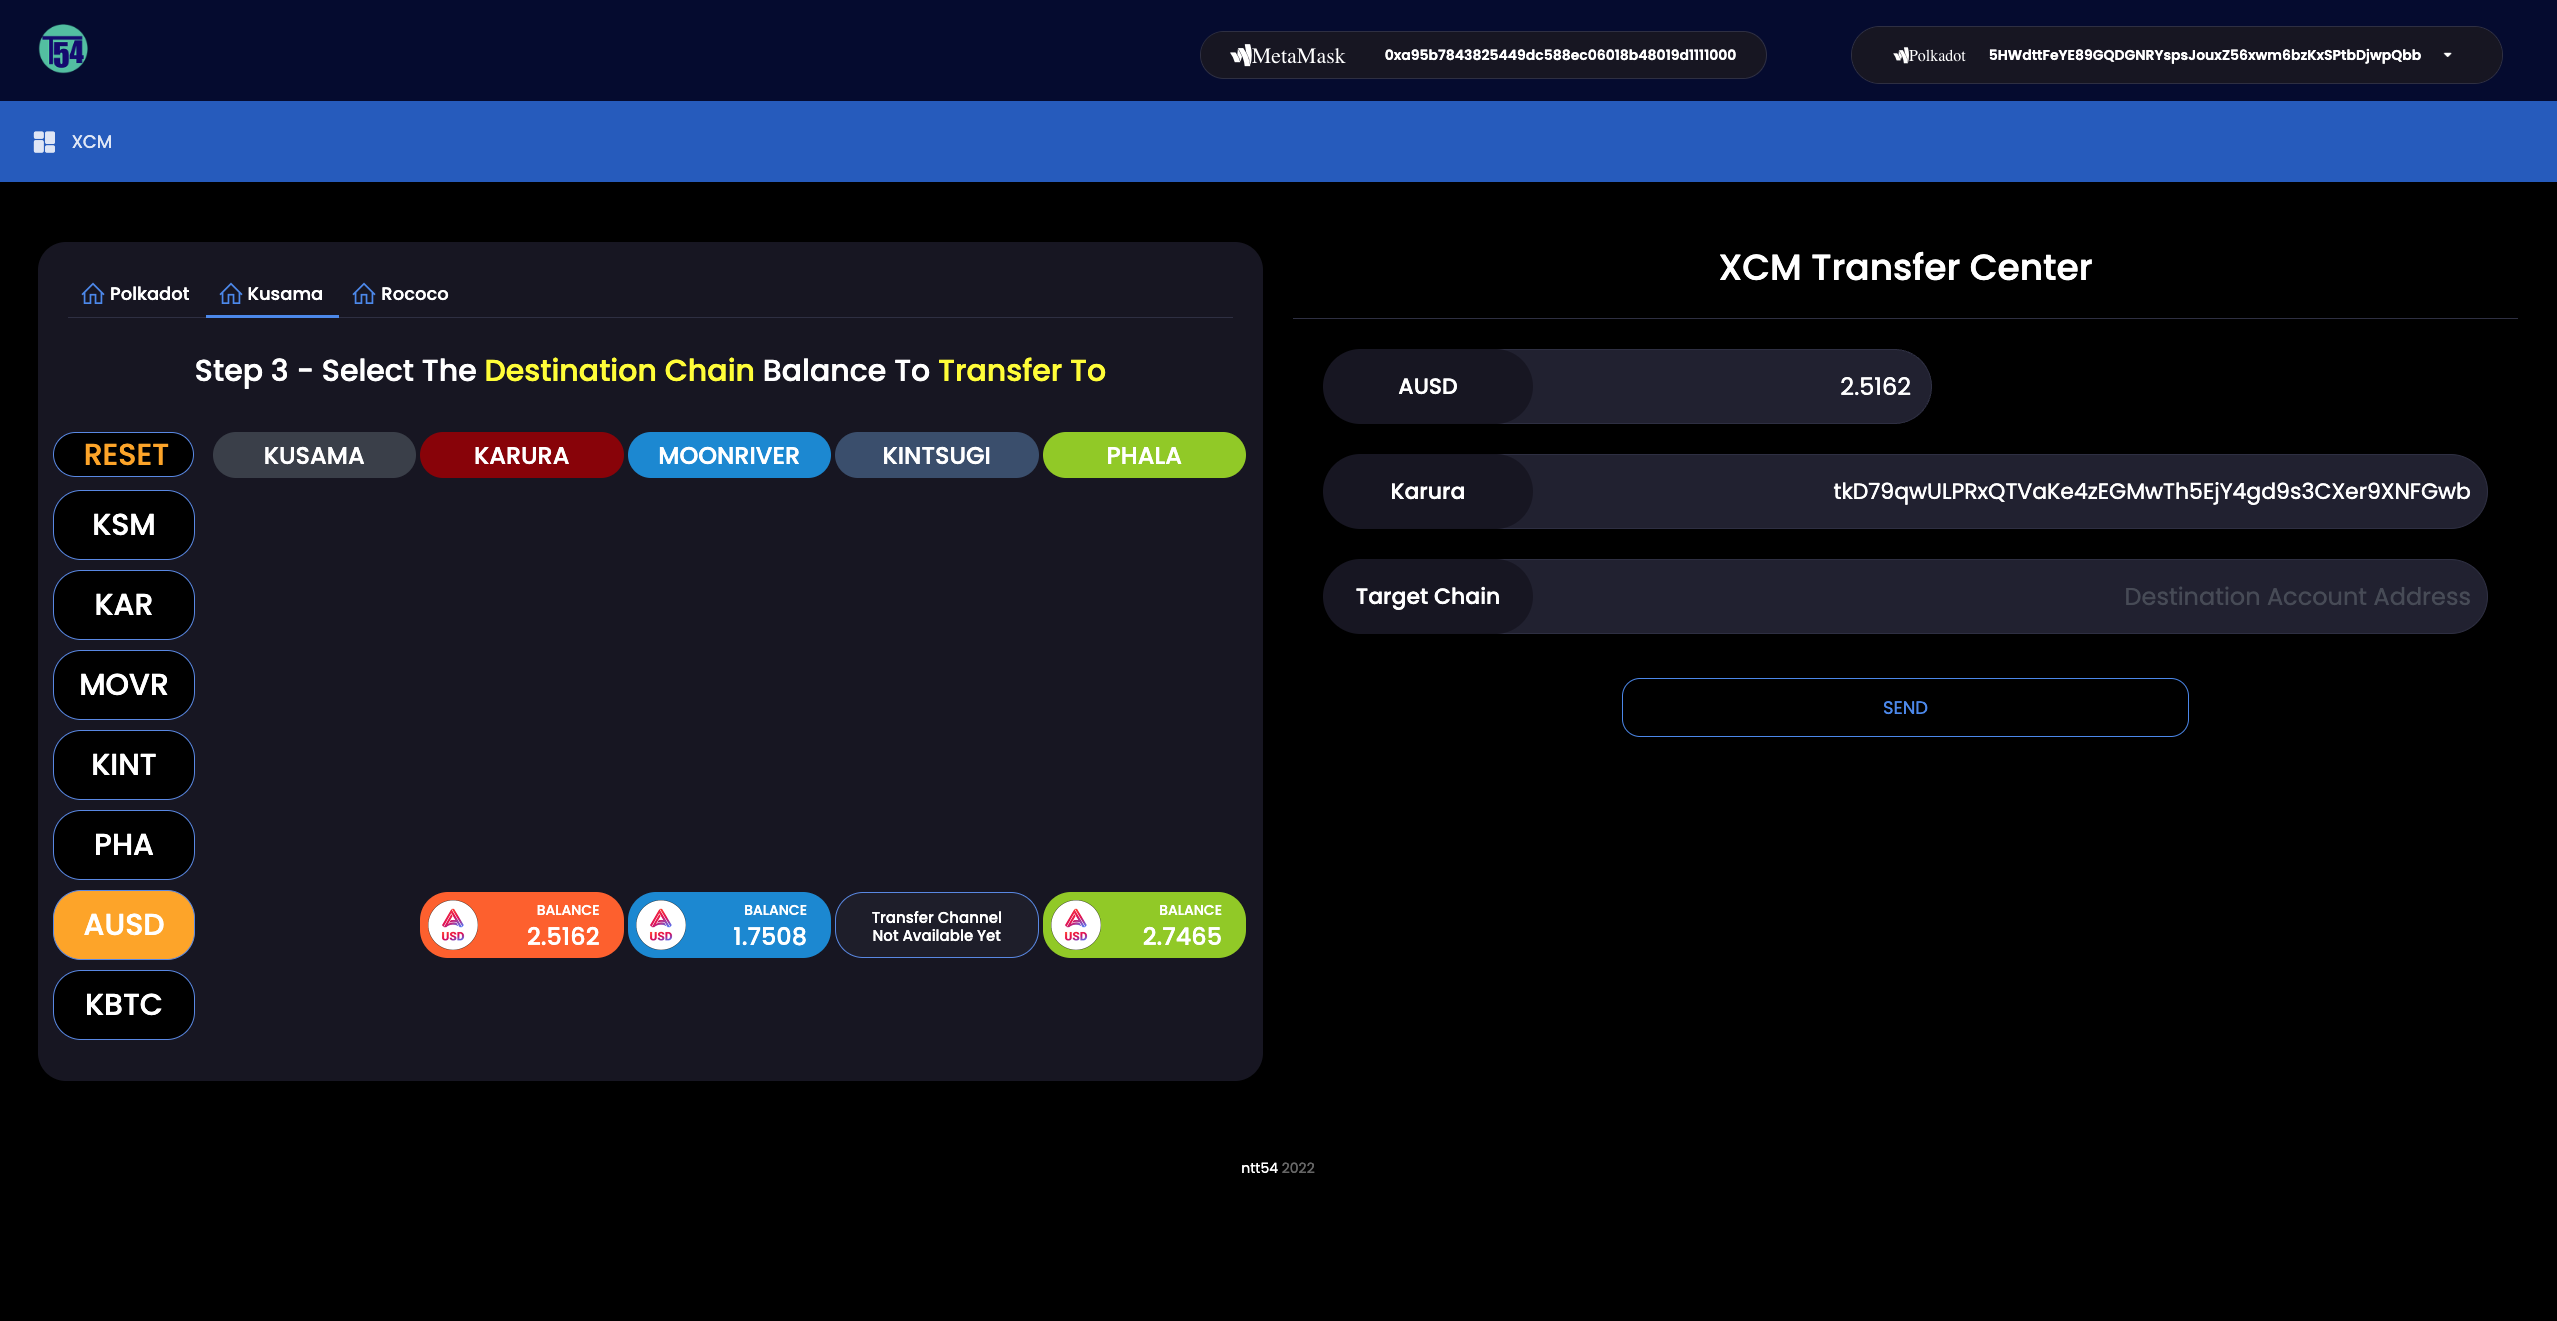 T54
MetaMask 0xa95b7843825449dc588ec06018b48019d1111000
Polkadot 5HWdttFeYE89GQDGNRYspsJouxZ56xwm6bzKxSPtbDjwpQbb
XCM
Polkadot Kusama Rococo
Step 3 - Select The Destination Chain Balance To Transfer To
RESET KUSAMA KARURA MOONRIVER KINTSUGI PHALA
KSM
KAR
MOVR
KINT
PHA
AUSD
USD BALANCE 2.5162
USD BALANCE 1.7508
Transfer Channel
Not Available Yet
USD BALANCE 2.7465
KBTC
XCM Transfer Center
AUSD 2.5162
Karura tkD79qwULPRxQTVaKe4zEGMwTh5EjY4gd9s3CXer9XNFGwb
Target Chain Destination Account Address
SEND
ntt54 2022